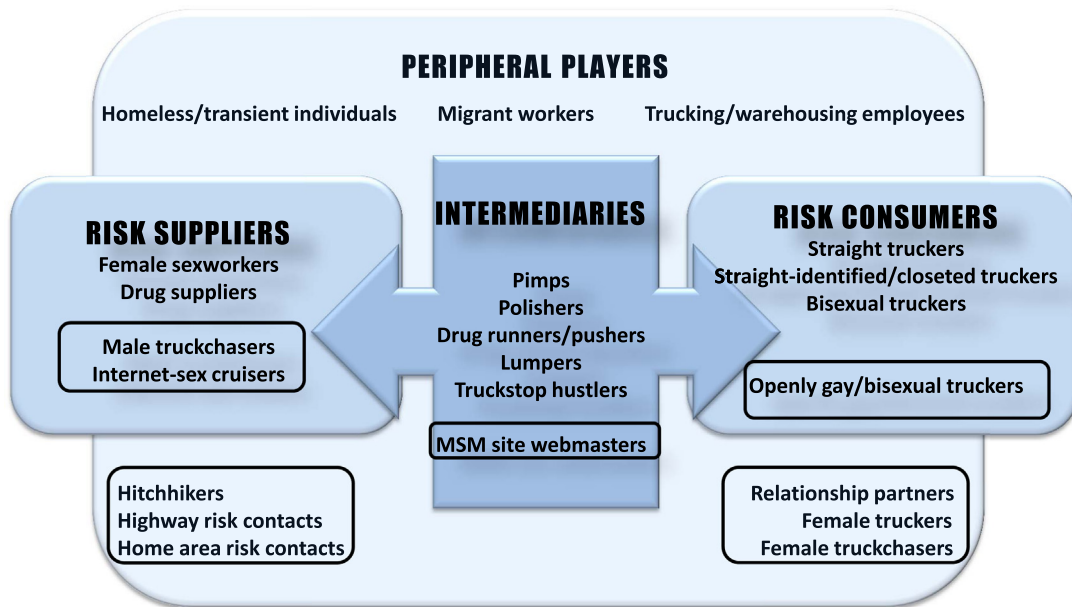 PERIPHERAL PLAYERS
Homeless/transient individuals
Migrant workers
Trucking/warehousing employees
RISK SUPPLIERS
Female sexworkers
Drug suppliers
Male truckchasers
Internet-sex cruisers
INTERMEDIARIES
Pimps
Polishers
Drug runners/pushers
Lumpers
Truckstop hustlers
MSM site webmasters
RISK CONSUMERS
Straight truckers
Straight-identified/closeted truckers
Bisexual truckers
Openly gay/bisexual truckers
Hitchhikers
Highway risk contacts
Home area risk contacts
Relationship partners
Female truckers
Female truckchasers